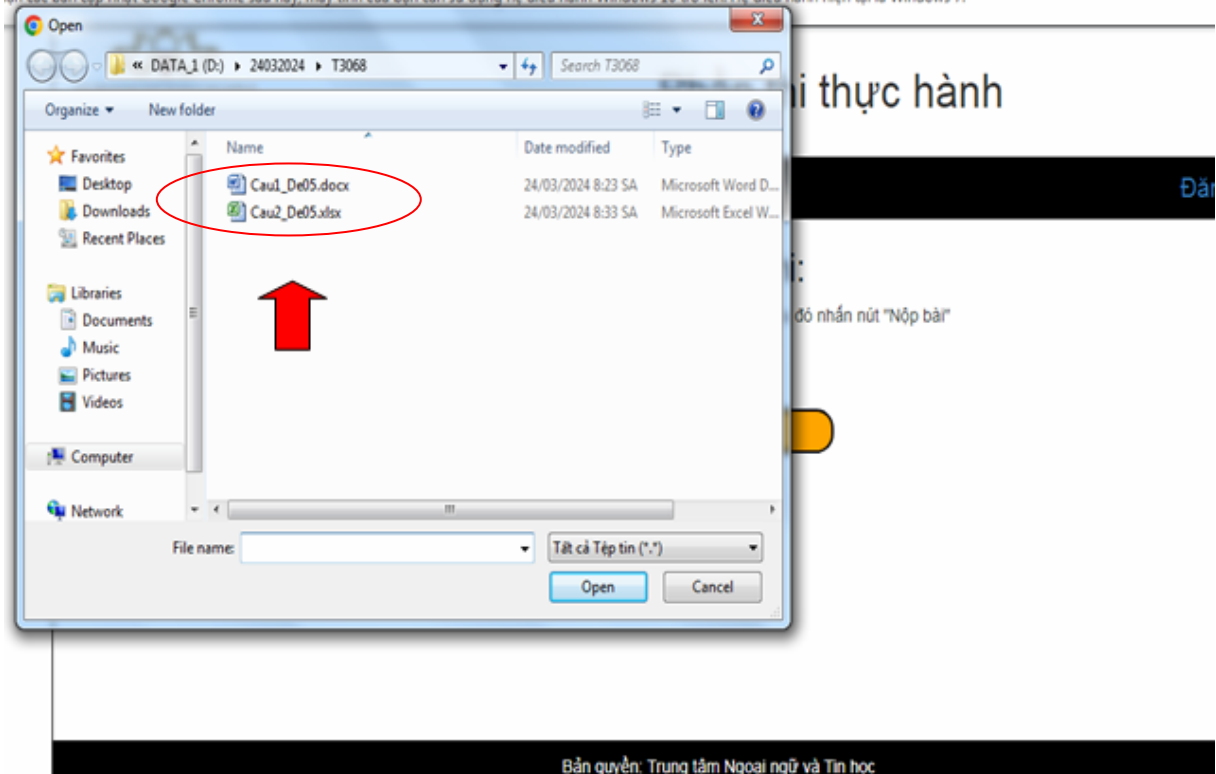 Open
« DATA_1 (D:) ▸ 24032024 ▸ T3068
Search T3068
Organize
New folder
Name
Date modified
Type
Favorites
Desktop
Downloads
Recent Places
Libraries
Documents
Music
Pictures
Videos
Computer
Network
Cau1_De05.docx
24/03/2024 8:23 SA
Microsoft Word D...
Cau2_De05.xlsx
24/03/2024 8:33 SA
Microsoft Excel W...
File name:
Tất cả Tệp tin (*.*)
Open
Cancel
thực hành
đó nhấn nút "Nộp bài"
Bản quyền: Trung tâm Ngoại ngữ và Tin học